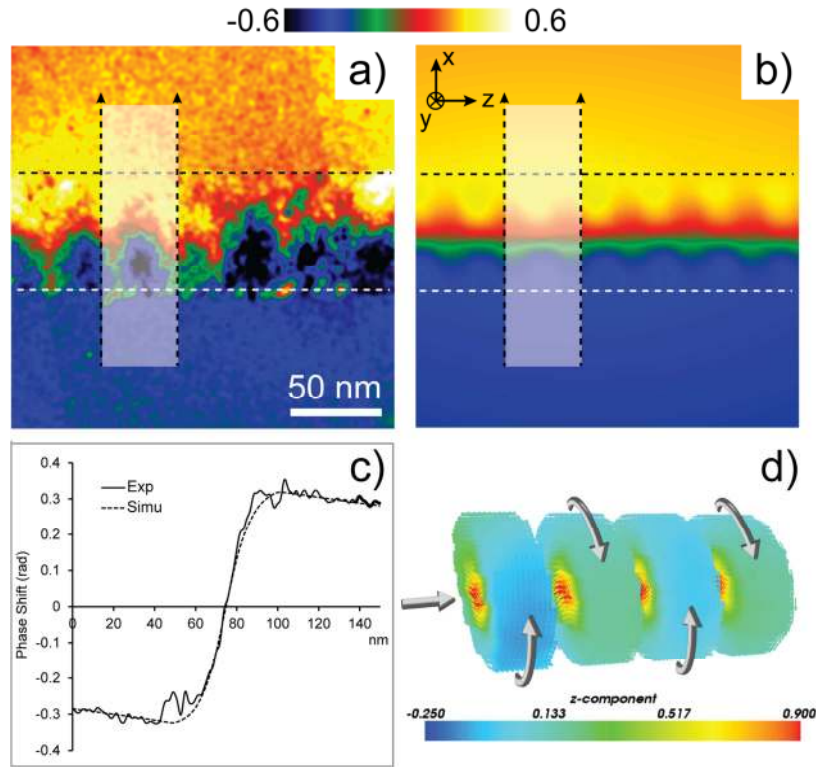 -0.6 0.6
a)
b)
x
z
y
50 nm
c)
0.4
0.3
0.2
0.1
0
-0.1
-0.2
-0.3
-0.4
Phase Shift (rad)
Exp
Simu
0 20 40 60 80 100 120 140
nm
d)
z-component
-0.250 0.133 0.517 0.900